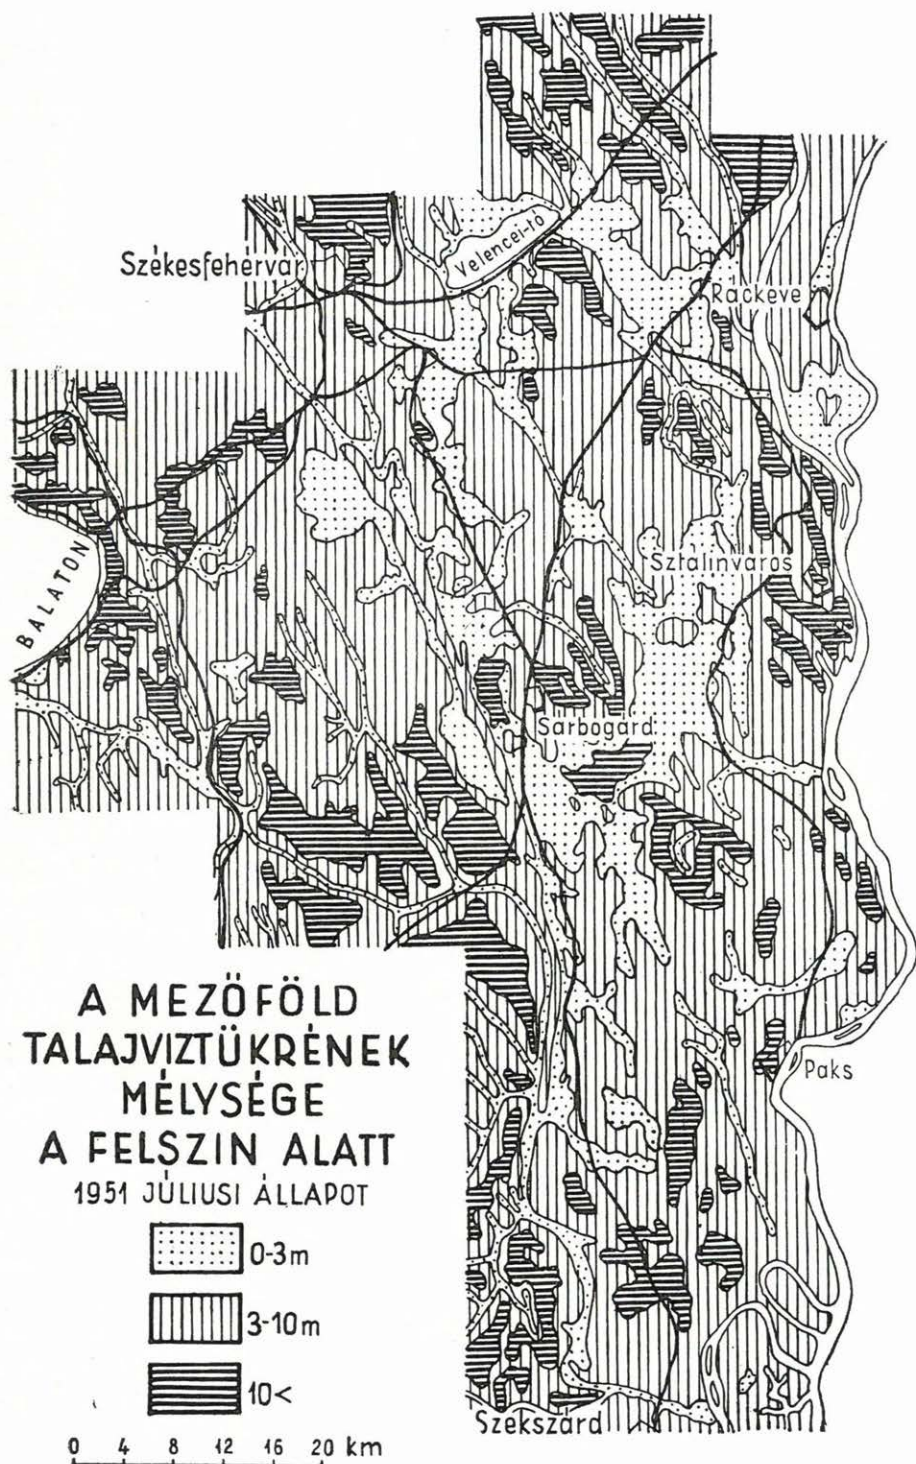 Velencei-tó
Székesfehérvár
Ráckeve
BALATON
Sztálinváros
Sárbogárd
A MEZŐFÖLD
TALAJVIZTÜKRÉNEK
MÉLYSÉGE
A FELSZIN ALATT
1951 JÚLIUSI ÁLLAPOT
0-3m
3-10m
10<
Paks
Szekszárd
0 4 8 12 16 20 km